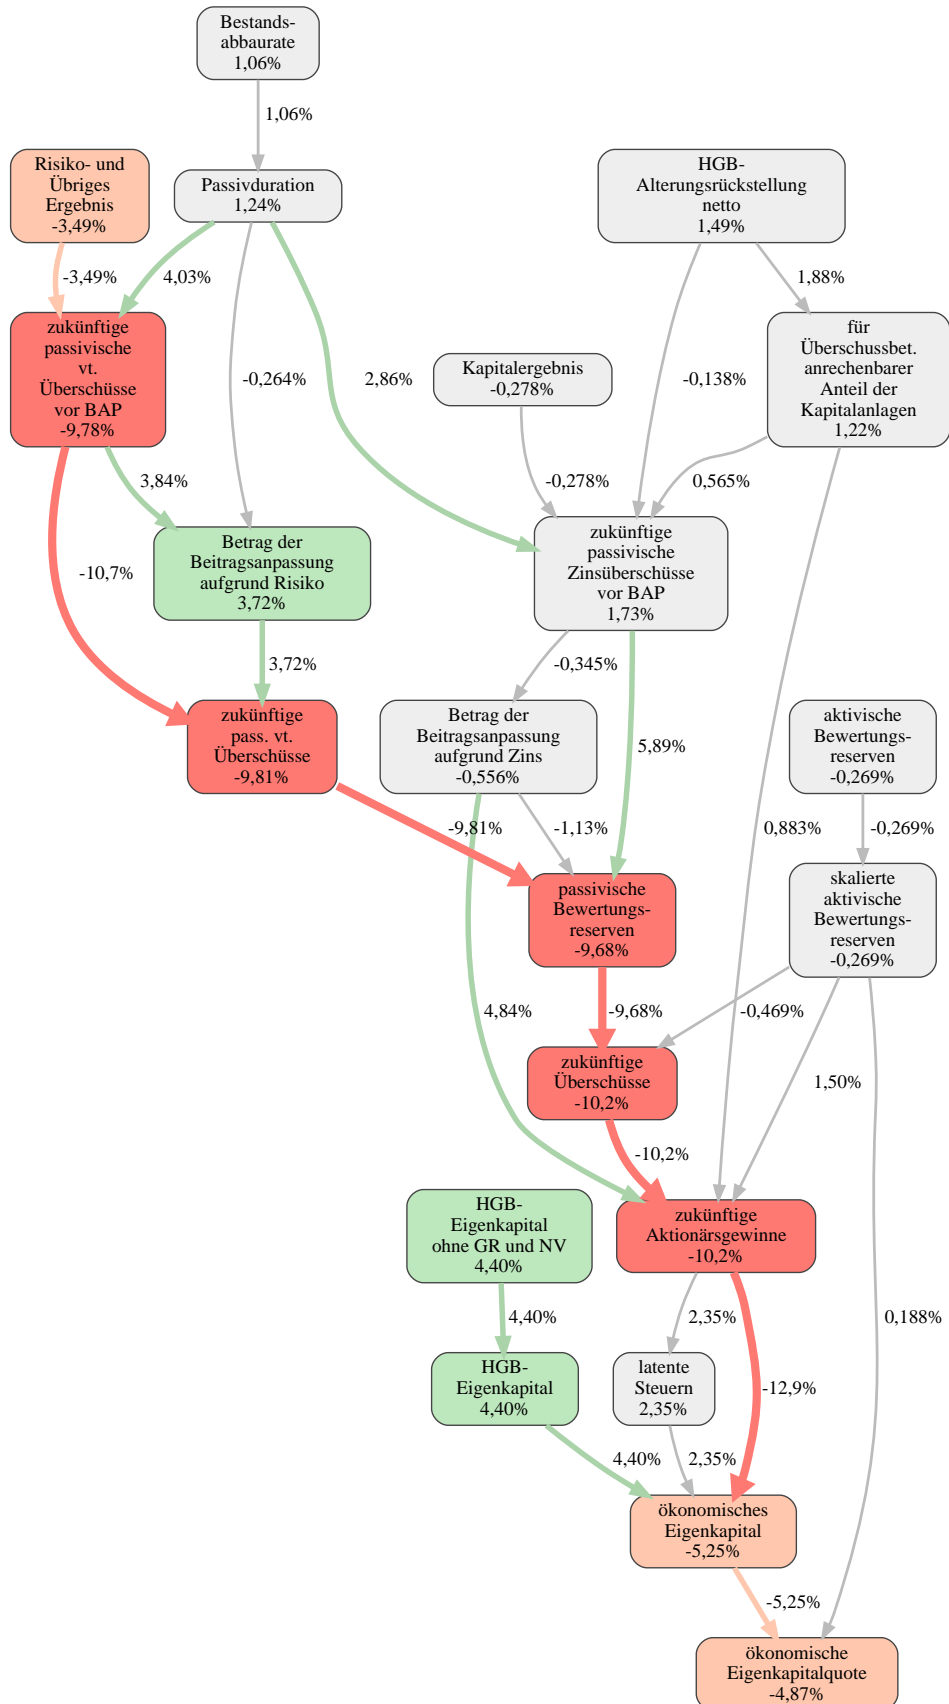 Bestands-
abbaurate
1,06%
1,06%
Risiko- und
Übriges
Ergebnis
-3,49%
Passivduration
1,24%
HGB-
Alterungsrückstellung
netto
1,49%
-3,49%
4,03%
1,88%
zukünftige
passivische
vt.
Überschüsse
vor BAP
-9,78%
-0,264%
2,86%
Kapitalergebnis
-0,278%
-0,138%
für
Überschussbet.
anrechenbarer
Anteil der
Kapitalanlagen
1,22%
3,84%
-0,278%
0,565%
-10,7%
Betrag der
Beitragsanpassung
aufgrund Risiko
3,72%
zukünftige
passivische
Zinsüberschüsse
vor BAP
1,73%
3,72%
-0,345%
zukünftige
pass. vt.
Überschüsse
-9,81%
Betrag der
Beitragsanpassung
aufgrund Zins
-0,556%
5,89%
aktivische
Bewertungs-
reserven
-0,269%
-9,81%
-1,13%
0,883%
-0,269%
passivische
Bewertungs-
reserven
-9,68%
skalierte
aktivische
Bewertungs-
reserven
-0,269%
4,84%
-9,68%
-0,469%
zukünftige
Überschüsse
-10,2%
1,50%
-10,2%
HGB-
Eigenkapital
ohne GR und NV
4,40%
zukünftige
Aktionärsgewinne
-10,2%
4,40%
2,35%
0,188%
HGB-
Eigenkapital
4,40%
latente
Steuern
2,35%
-12,9%
4,40%
2,35%
ökonomisches
Eigenkapital
-5,25%
-5,25%
ökonomische
Eigenkapitalquote
-4,87%